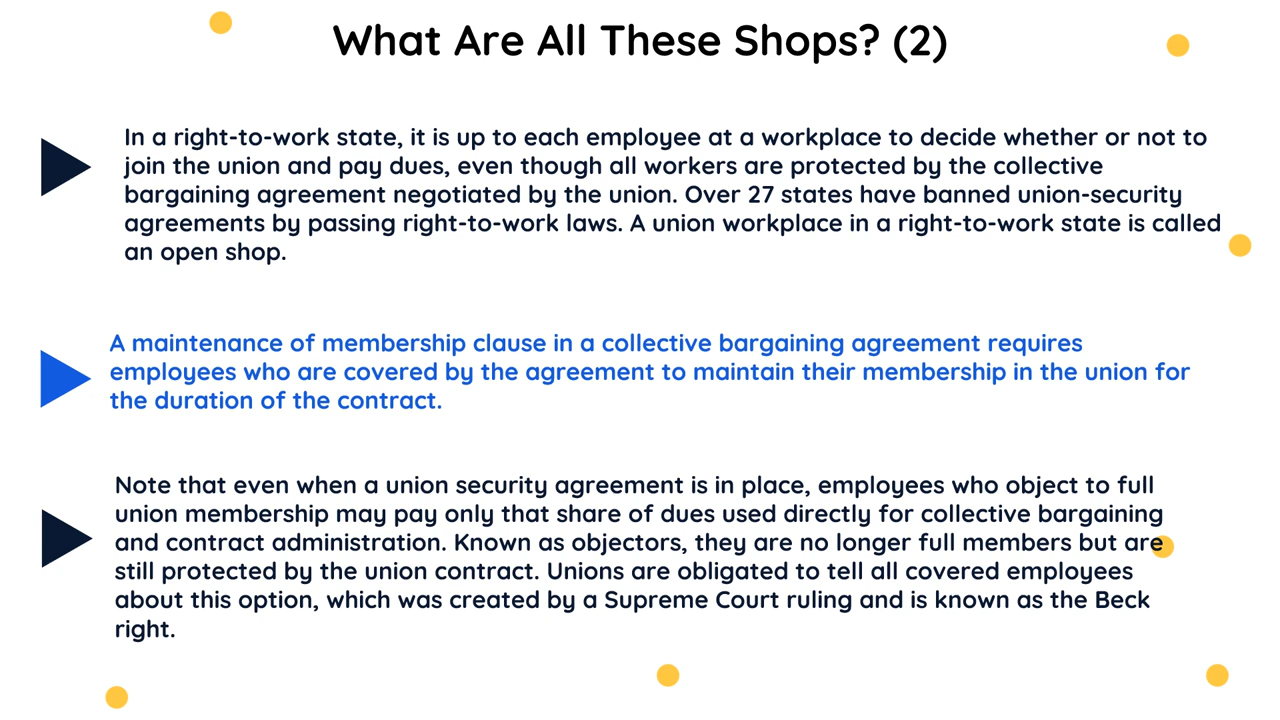 What Are All These Shops? (2)
In a right-to-work state, it is up to each employee at a workplace to decide whether or not to
join the union and pay dues, even though all workers are protected by the collective
bargaining agreement negotiated by the union. Over 27 states have banned union-security
agreements by passing right-to-work laws. A union workplace in a right-to-work state is called
an open shop.
A maintenance of membership clause in a collective bargaining agreement requires
employees who are covered by the agreement to maintain their membership in the union for
the duration of the contract.
Note that even when a union security agreement is in place, employees who object to full
union membership may pay only that share of dues used directly for collective bargaining
and contract administration. Known as objectors, they are no longer full members but are
still protected by the union contract. Unions are obligated to tell all covered employees
about this option, which was created by a Supreme Court ruling and is known as the Beck
right.